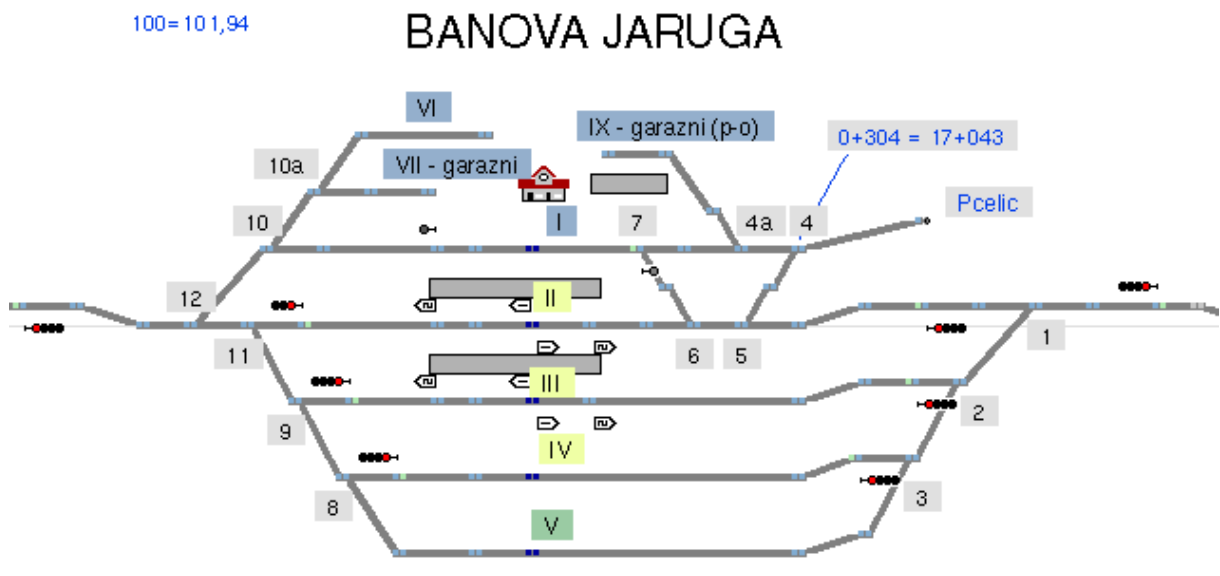 100=101,94
BANOVA JARUGA
VI
IX - garazni (p-o)
0+304 = 17+043
10a
VII - garazni
Pcelic
10
I
7
4a
4
12
II
11
6
5
1
III
9
2
IV
8
3
V